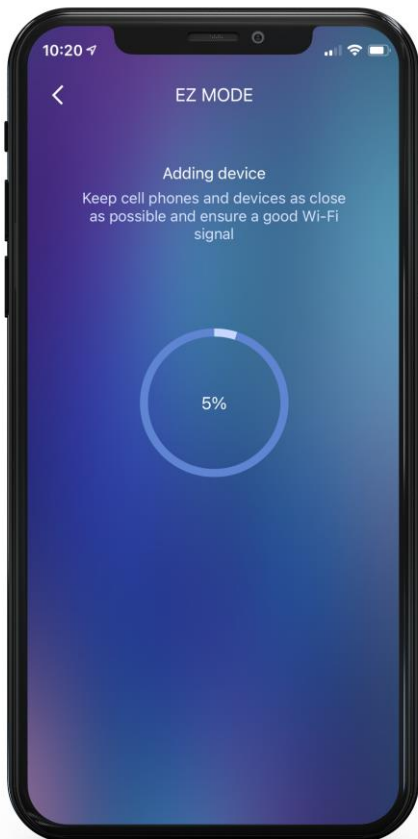 10:20
EZ MODE
Adding device
Keep cell phones and devices as close
as possible and ensure a good Wi-Fi
signal
5%